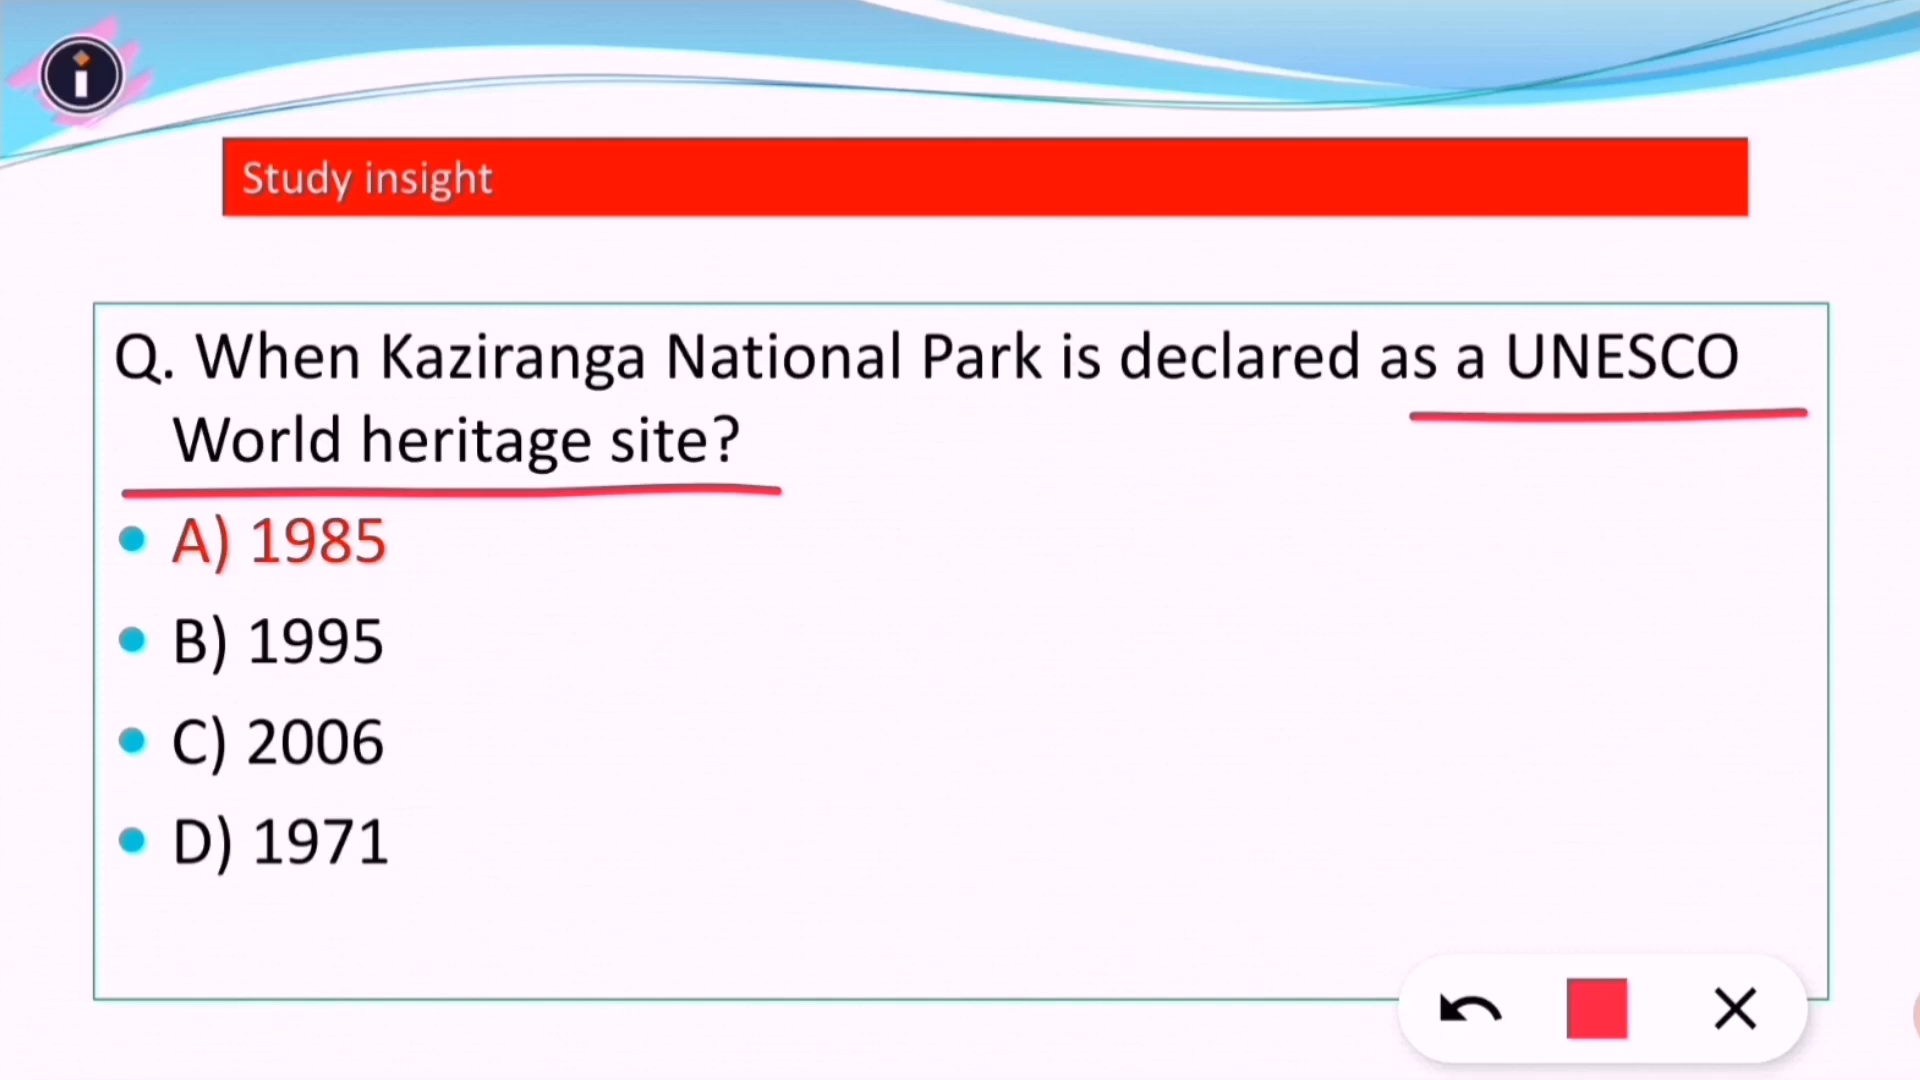 Study insight
Q. When Kaziranga National Park is declared as a UNESCO
World heritage site?
A) 1985
B) 1995
C) 2006
D) 1971